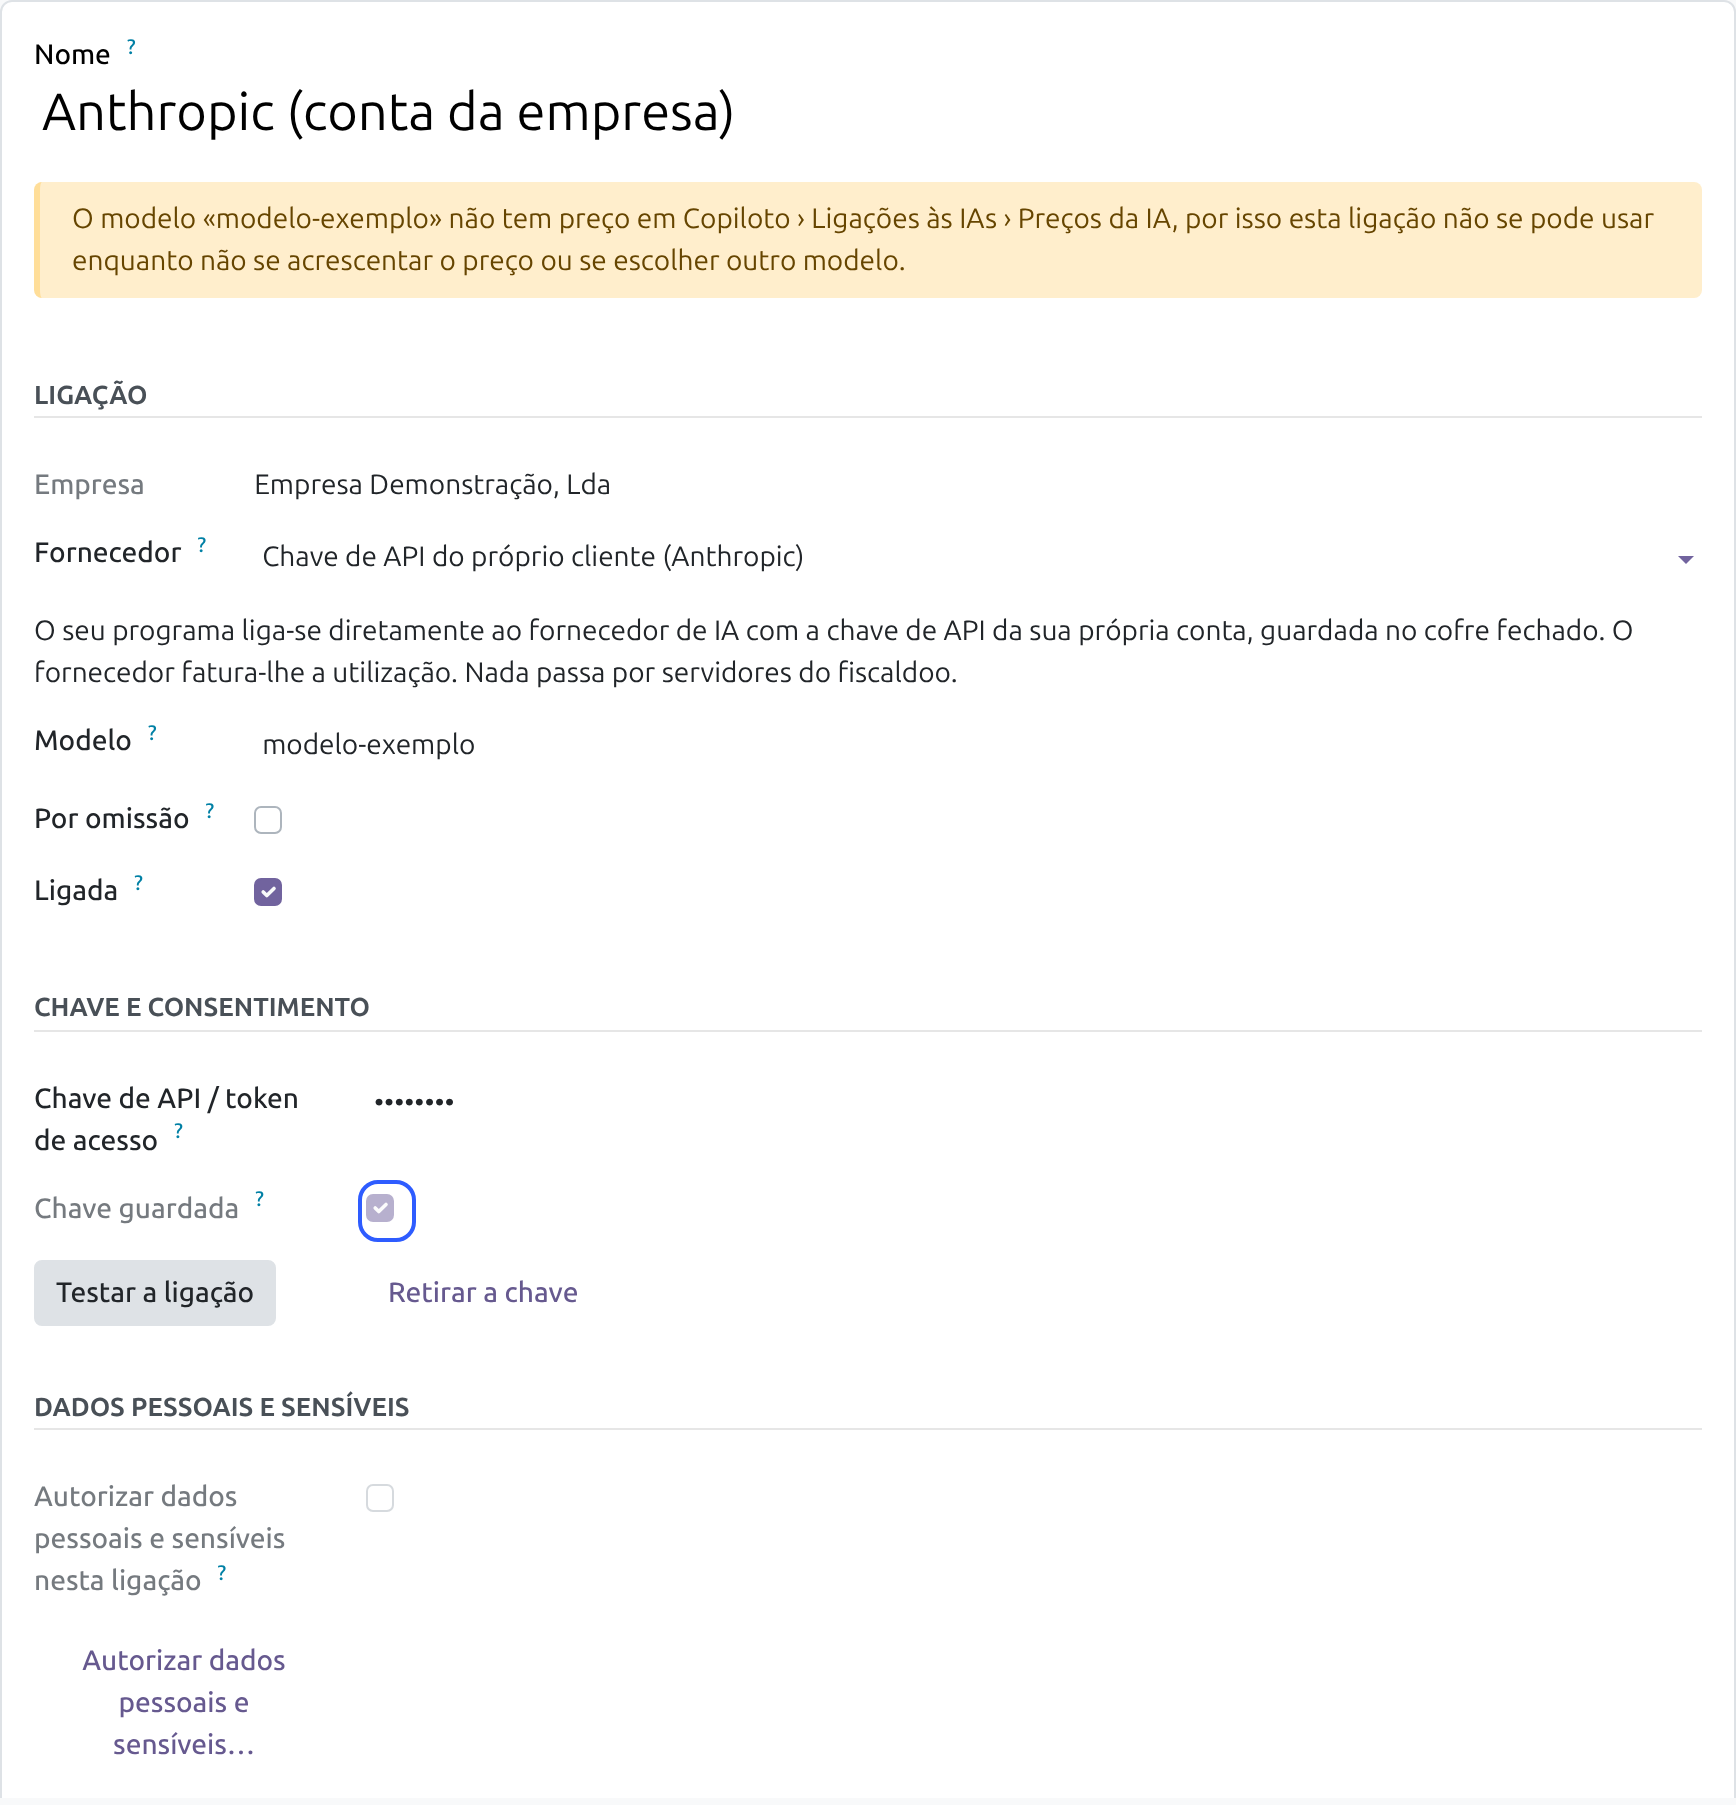 Nome ?
Anthropic (conta da empresa)
O modelo «modelo-exemplo» não tem preço em Copiloto › Ligações às IAs › Preços da IA, por isso esta ligação não se pode usar
enquanto não se acrescentar o preço ou se escolher outro modelo.
LIGAÇÃO
Empresa Empresa Demonstração, Lda
Fornecedor ? Chave de API do próprio cliente (Anthropic)
O seu programa liga-se diretamente ao fornecedor de IA com a chave de API da sua própria conta, guardada no cofre fechado. O
fornecedor fatura-lhe a utilização. Nada passa por servidores do fiscaldoo.
Modelo ? modelo-exemplo
Por omissão ?
Ligada ?
CHAVE E CONSENTIMENTO
Chave de API / token ••••••••
de acesso ?
Chave guardada ?
Testar a ligação Retirar a chave
DADOS PESSOAIS E SENSÍVEIS
Autorizar dados
pessoais e sensíveis
nesta ligação ?
Autorizar dados
pessoais e
sensíveis…